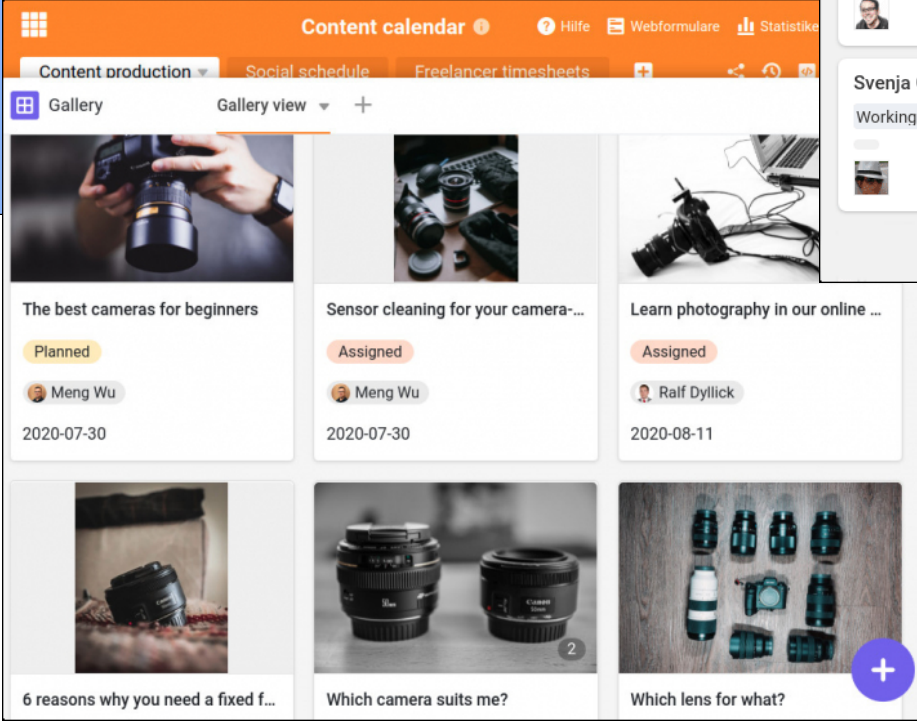 Content calendar
Hilfe
Webformulare
Statistike
Content production
Social schedule
Freelancer timesheets
Gallery
Gallery view
Svenja
Working
The best cameras for beginners
Planned
Meng Wu
2020-07-30
Sensor cleaning for your camera-...
Assigned
Meng Wu
2020-07-30
Learn photography in our online ...
Assigned
Ralf Dyllick
2020-08-11
Canon
2
6 reasons why you need a fixed f...
Which camera suits me?
Which lens for what?